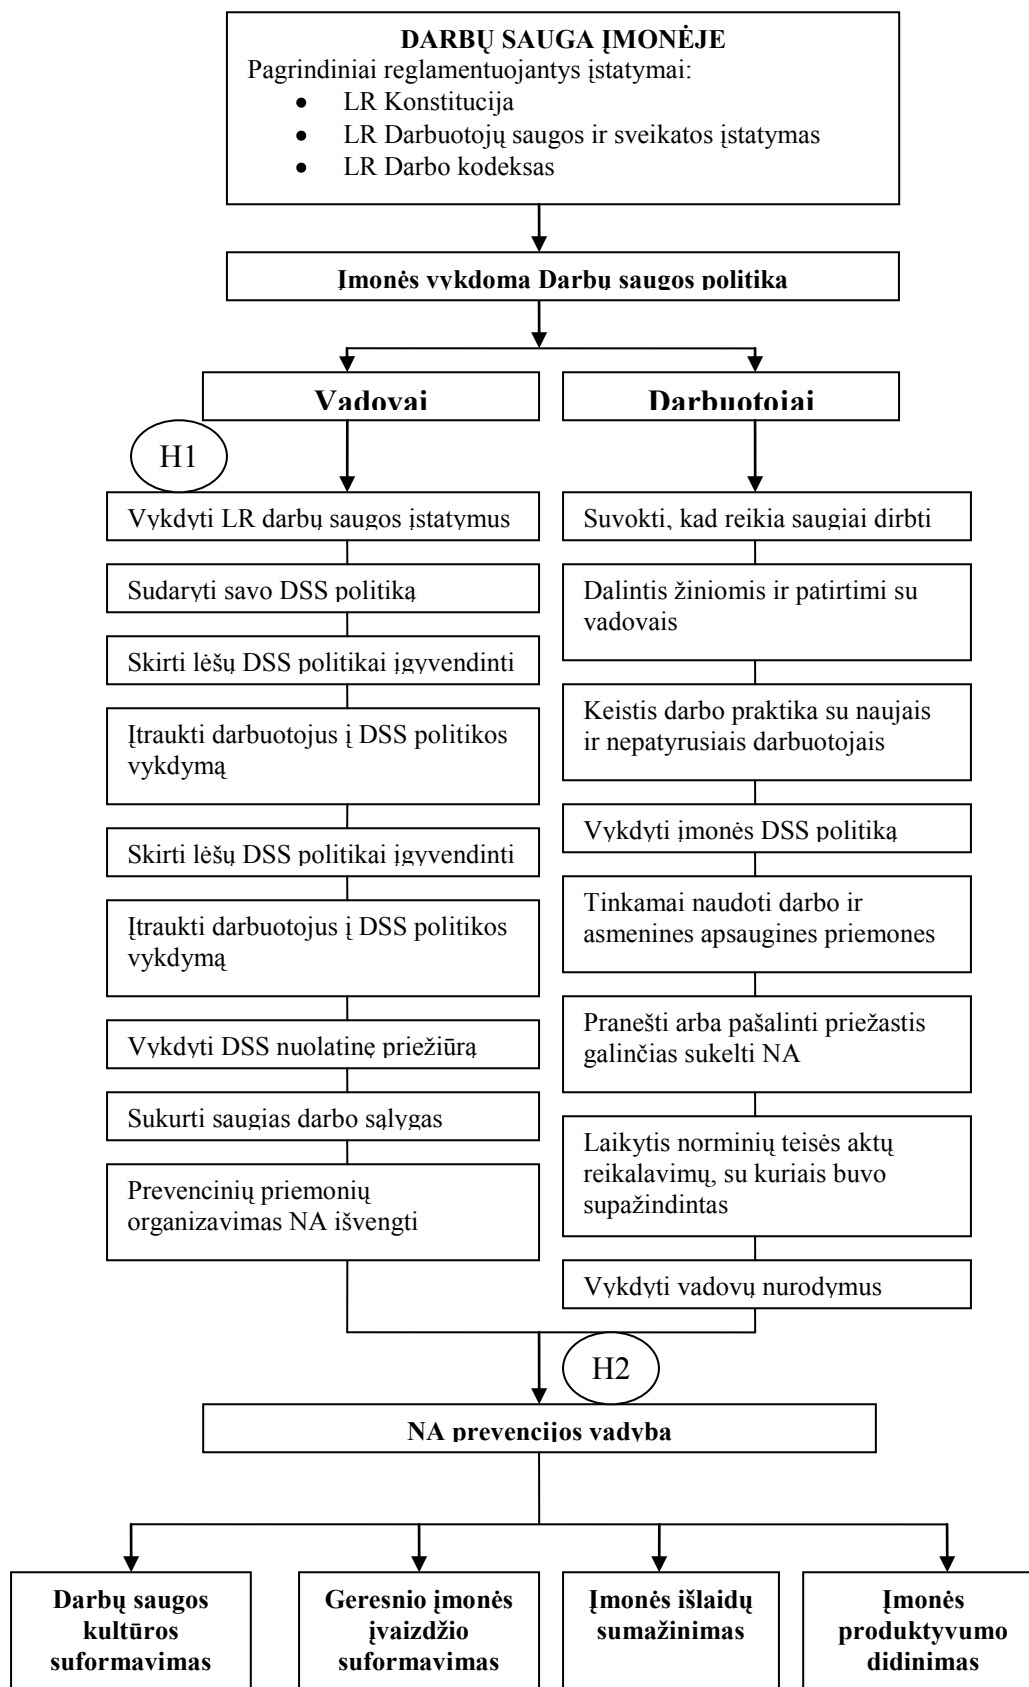 DARBŲ SAUGA ĮMONĖJE
Pagrindiniai reglamentuojantys įstatymai:
• LR Konstitucija
• LR Darbuotojų saugos ir sveikatos įstatymas
• LR Darbo kodeksas
Įmonės vykdoma Darbų saugos politika
Vadovai
Darbuotojai
H1
Vykdyti LR darbų saugos įstatymus
Sudaryti savo DSS politiką
Skirti lėšų DSS politikai įgyvendinti
Įtraukti darbuotojus į DSS politikos
vykdymą
Skirti lėšų DSS politikai įgyvendinti
Įtraukti darbuotojus į DSS politikos
vykdymą
Vykdyti DSS nuolatinę priežiūrą
Sukurti saugias darbo sąlygas
Prevencinių priemonių
organizavimas NA išvengti
Suvokti, kad reikia saugiai dirbti
Dalintis žiniomis ir patirtimi su
vadovais
Keistis darbo praktika su naujais
ir nepatyrusiais darbuotojais
Vykdyti įmonės DSS politiką
Tinkamai naudoti darbo ir
asmenines apsaugines priemones
Pranešti arba pašalinti priežastis
galinčias sukelti NA
Laikytis norminių teisės aktų
reikalavimų, su kuriais buvo
supažindintas
Vykdyti vadovų nurodymus
H2
NA prevencijos vadyba
Darbų saugos
kultūros
suformavimas
Geresnio įmonės
įvaizdžio
suformavimas
Įmonės išlaidų
sumažinimas
Įmonės
produktyvumo
didinimas